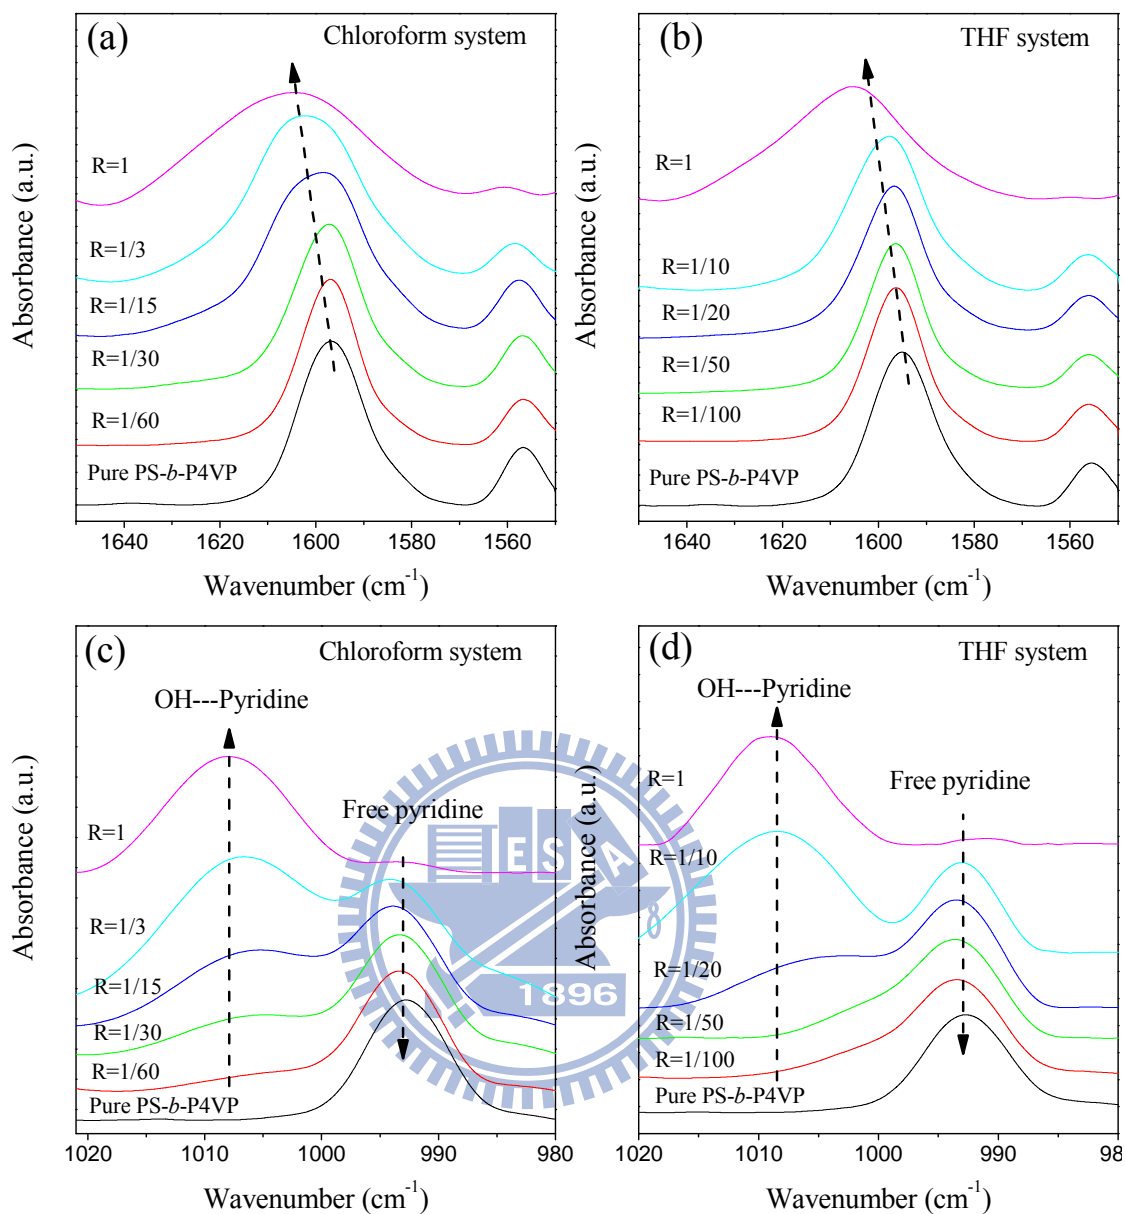 (a)
Chloroform system
R=1
R=1/3
R=1/15
R=1/30
R=1/60
Pure PS-b-P4VP
Absorbance (a.u.)
1640 1620 1600 1580 1560
Wavenumber (cm-1)
(b)
THF system
R=1
R=1/10
R=1/20
R=1/50
R=1/100
Pure PS-b-P4VP
Absorbance (a.u.)
1640 1620 1600 1580 1560
Wavenumber (cm-1)
(c)
Chloroform system
OH---Pyridine
Free pyridine
R=1
R=1/3
R=1/15
R=1/30
R=1/60
Pure PS-b-P4VP
Absorbance (a.u.)
1020 1010 1000 990 980
Wavenumber (cm-1)
(d)
THF system
OH---Pyridine
Free pyridine
R=1
R=1/10
R=1/20
R=1/50
R=1/100
Pure PS-b-P4VP
Absorbance (a.u.)
1020 1010 1000 990 980
Wavenumber (cm-1)
E S A
1896